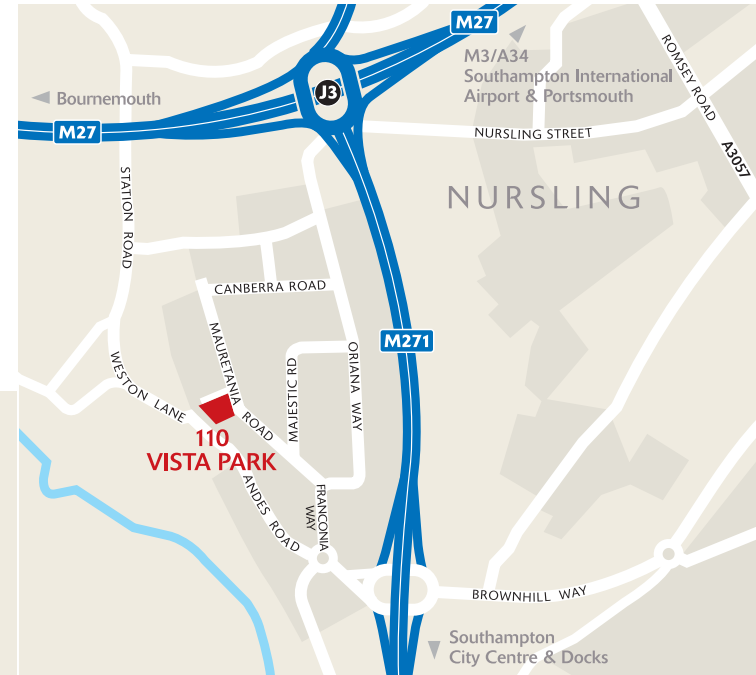 M27
M3/A34
Southampton International
Airport & Portsmouth
ROMSEY ROAD
A3057
J3
Bournemouth
M27
NURSLING STREET
STATION ROAD
NURSLING
CANBERRA ROAD
MAURETANIA ROAD
M271
ORIANA WAY
MAJESTIC RD
WESTON LANE
110
VISTA PARK
ANDES ROAD
FRANCONIA
WAY
BROWNHILL WAY
Southampton
City Centre & Docks